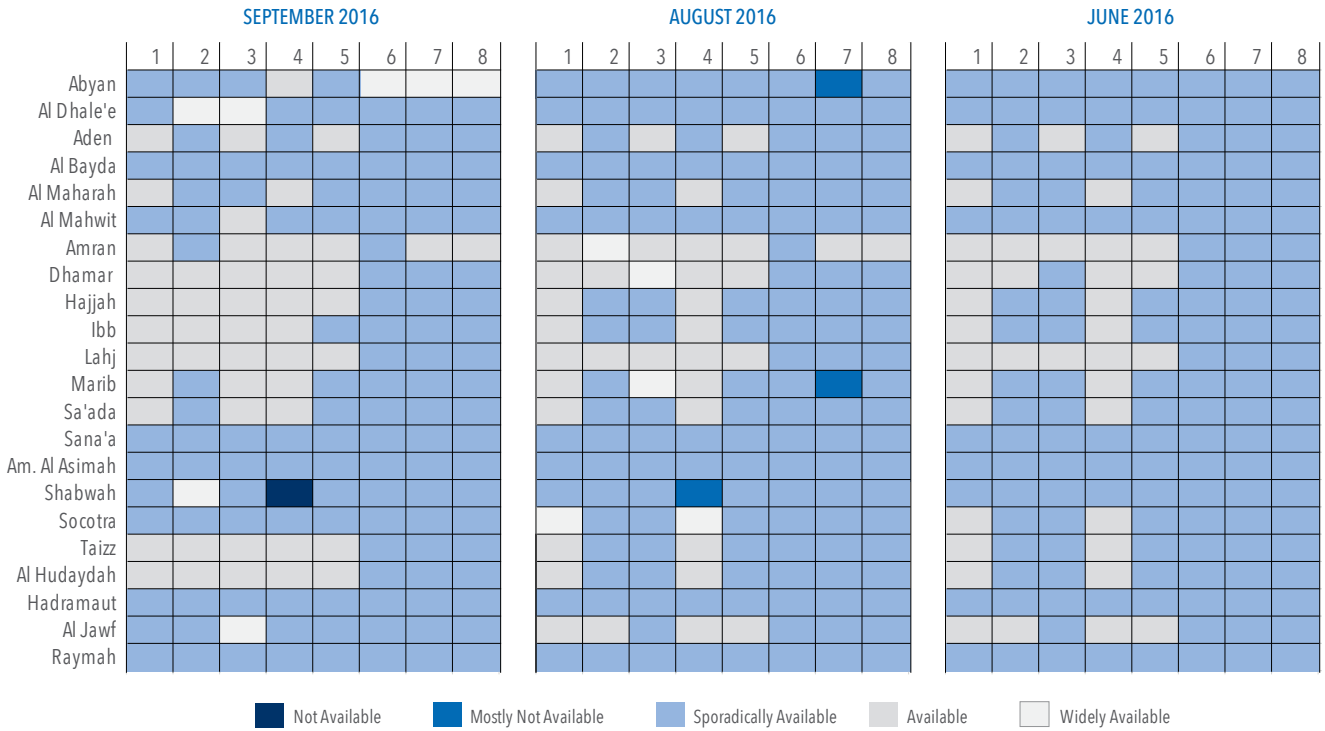 SEPTEMBER 2016 AUGUST 2016 JUNE 2016
1 2 3 4 5 6 7 8 1 2 3 4 5 6 7 8 1 2 3 4 5 6 7 8
Abyan
Al Dhale'e
Aden
Al Bayda
Al Maharah
Al Mahwit
Amran
Dhamar
Hajjah
Ibb
Lahj
Marib
Sa'ada
Sana'a
Am. Al Asimah
Shabwah
Socotra
Taizz
Al Hudaydah
Hadramaut
Al Jawf
Raymah
Not Available Mostly Not Available Sporadically Available Available Widely Available